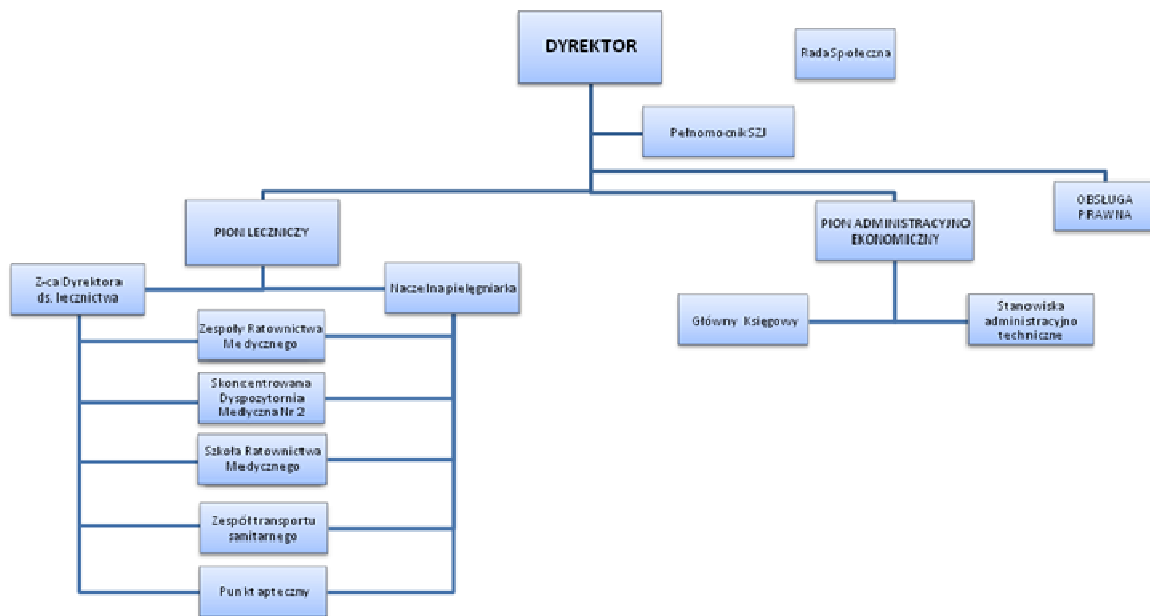 DYREKTOR
Rada Społeczna
Pełnomocnik SZJ
OBSŁUGA
PRAWNA
PION LECZNICZY
PION ADMINISTRACYJNO
EKONOMICZNY
Z-ca Dyrektora
ds. lecznictwa
Naczelna pielęgniarka
Główny Księgowy
Stanowiska
administracyjno
techniczne
Zespoły Ratownictwa
Medycznego
Skoncentrowana
Dyspozytornia
Medyczna Nr 2
Szkoła Ratownictwa
Medycznego
Zespół transportu
sanitarnego
Punkt apteczny